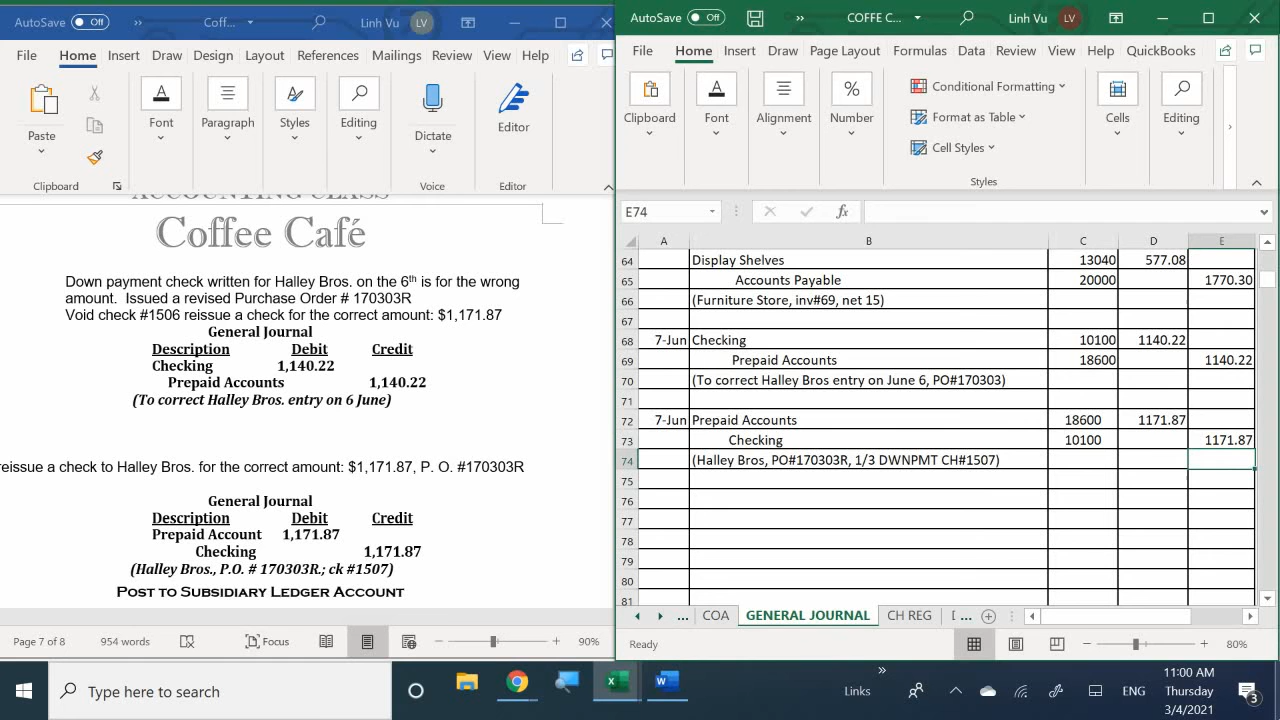 AutoSave Off » Coff... Linh Vu LV
File Home Insert Draw Design Layout References Mailings Review View Help
Paste Font Paragraph Styles Editing Dictate Editor
Clipboard Voice Editor
ACCOUNTING CLASS
Coffee Café
Down payment check written for Halley Bros. on the 6th is for the wrong
amount. Issued a revised Purchase Order # 170303R
Void check #1506 reissue a check for the correct amount: $1,171.87
General Journal
Description Debit Credit
Checking 1,140.22
Prepaid Accounts 1,140.22
(To correct Halley Bros. entry on 6 June)
reissue a check to Halley Bros. for the correct amount: $1,171.87, P. O. #170303R
General Journal
Description Debit Credit
Prepaid Account 1,171.87
Checking 1,171.87
(Halley Bros., P.O. # 170303R.; ck #1507)
Post to Subsidiary Ledger Account
Page 7 of 8 954 words Focus 90%
AutoSave Off » COFFE C... Linh Vu LV
File Home Insert Draw Page Layout Formulas Data Review View Help QuickBooks
Clipboard Font Alignment Number Conditional Formatting Format as Table Cell Styles Cells Editing
Styles
E74 fx
A B C D E
64 Display Shelves 13040 577.08
65 Accounts Payable 20000 1770.30
66 (Furniture Store, inv#69, net 15)
67
68 7-Jun Checking 10100 1140.22
69 Prepaid Accounts 18600 1140.22
70 (To correct Halley Bros entry on June 6, PO#170303)
71
72 7-Jun Prepaid Accounts 18600 1171.87
73 Checking 10100 1171.87
74 (Halley Bros, PO#170303R, 1/3 DWNPMT CH#1507)
75
76
77
78
79
80
81
... COA GENERAL JOURNAL CH REG ...
Ready 80%
Type here to search
Links » ENG 11:00 AM
Thursday
3/4/2021
3